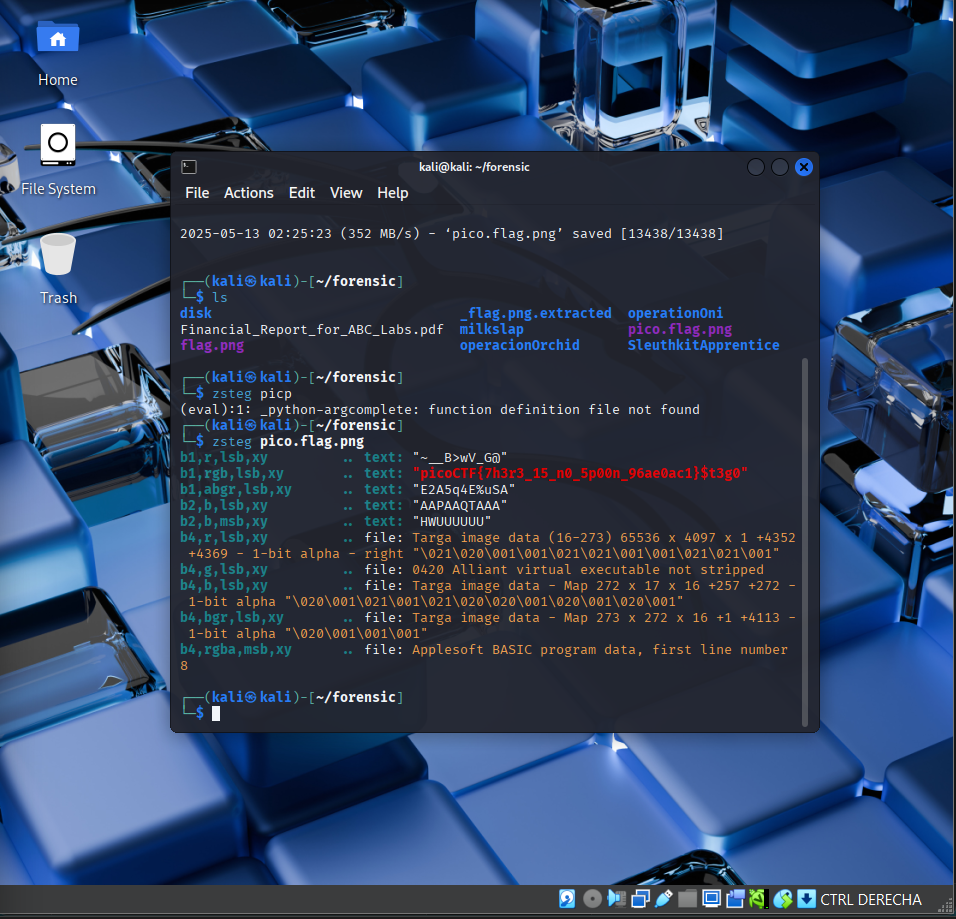 Home
File System
Trash
kali@kali: ~/forensic
File Actions Edit View Help
2025-05-13 02:25:23 (352 MB/s) - ‘pico.flag.png’ saved [13438/13438]
┌──(kali㉿kali)-[~/forensic]
└─$ ls
disk _flag.png.extracted operationOni
Financial_Report_for_ABC_Labs.pdf milkslap pico.flag.png
flag.png operacionOrchid SleuthkitApprentice
┌──(kali㉿kali)-[~/forensic]
└─$ zsteg picp
(eval):1: _python-argcomplete: function definition file not found
┌──(kali㉿kali)-[~/forensic]
└─$ zsteg pico.flag.png
b1,r,lsb,xy .. text: "~__B>wV_G@"
b1,rgb,lsb,xy .. text: "picoCTF{7h3r3_15_n0_5p00n_96ae0ac1}$t3g0"
b1,abgr,lsb,xy .. text: "E2A5q4E%uSA"
b2,b,lsb,xy .. text: "AAPAAQTAAA"
b2,b,msb,xy .. text: "HWUUUUUU"
b4,r,lsb,xy .. file: Targa image data (16-273) 65536 x 4097 x 1 +4352
+4369 - 1-bit alpha - right "\021\020\001\001\021\021\001\001\021\021\001"
b4,g,lsb,xy .. file: 0420 Alliant virtual executable not stripped
b4,b,lsb,xy .. file: Targa image data - Map 272 x 17 x 16 +257 +272 -
1-bit alpha "\020\001\021\001\021\020\020\001\020\001\020\001"
b4,bgr,lsb,xy .. file: Targa image data - Map 273 x 272 x 16 +1 +4113 -
1-bit alpha "\020\001\001\001"
b4,rgba,msb,xy .. file: Applesoft BASIC program data, first line number
8
┌──(kali㉿kali)-[~/forensic]
└─$
CTRL DERECHA